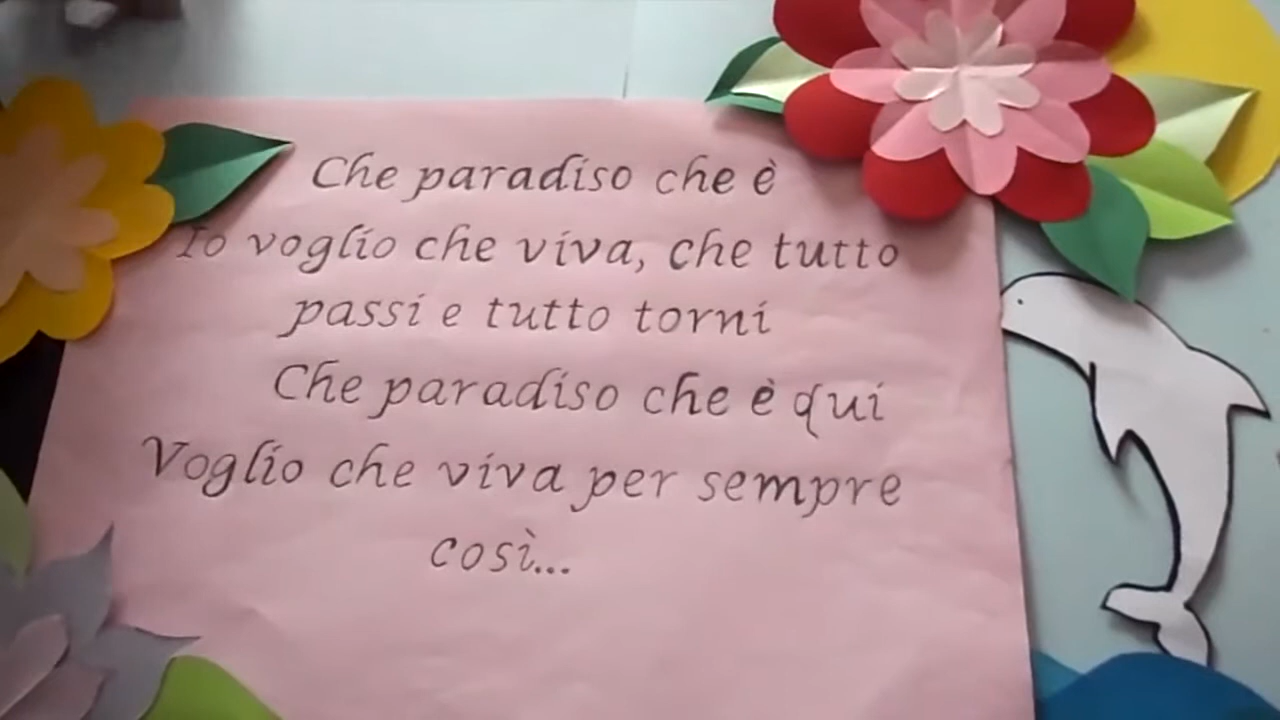 Che paradiso che è
Io voglio che viva, che tutto
passi e tutto torni
Che paradiso che è qui
Voglio che viva per sempre
così...